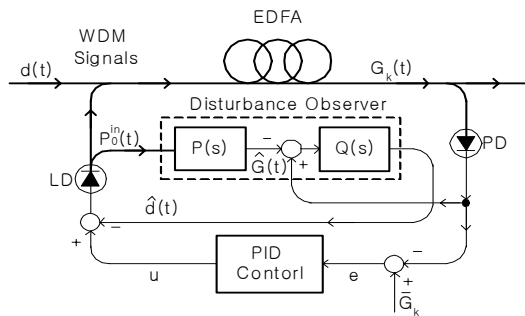 EDFA
WDM
Signals
d(t)
G_k(t)
Disturbance Observer
P_0^in(t)
P(s)
-
+
Ĝ(t)
Q(s)
PD
LD
d̂(t)
+
-
PID
Contorl
u
e
-
+
Ḡ_k